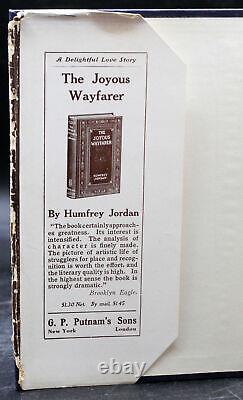 A Delightful Love Story
The Joyous
Wayfarer
THE
JOYOUS
WAYFARER
HUMFREY
JORDAN
By Humfrey Jordan
"The book certainly approach-
es greatness. Its interest is
intensified. The analysis of
character is finely made.
The picture of artistic life of
strugglers for place and recog-
nition is worth the effort, and
the literary quality is high. In
the highest sense the book is
strongly dramatic."
Brooklyn Eagle.
$1.30 Net. By mail, $1.45
G. P. Putnam's Sons
New York London